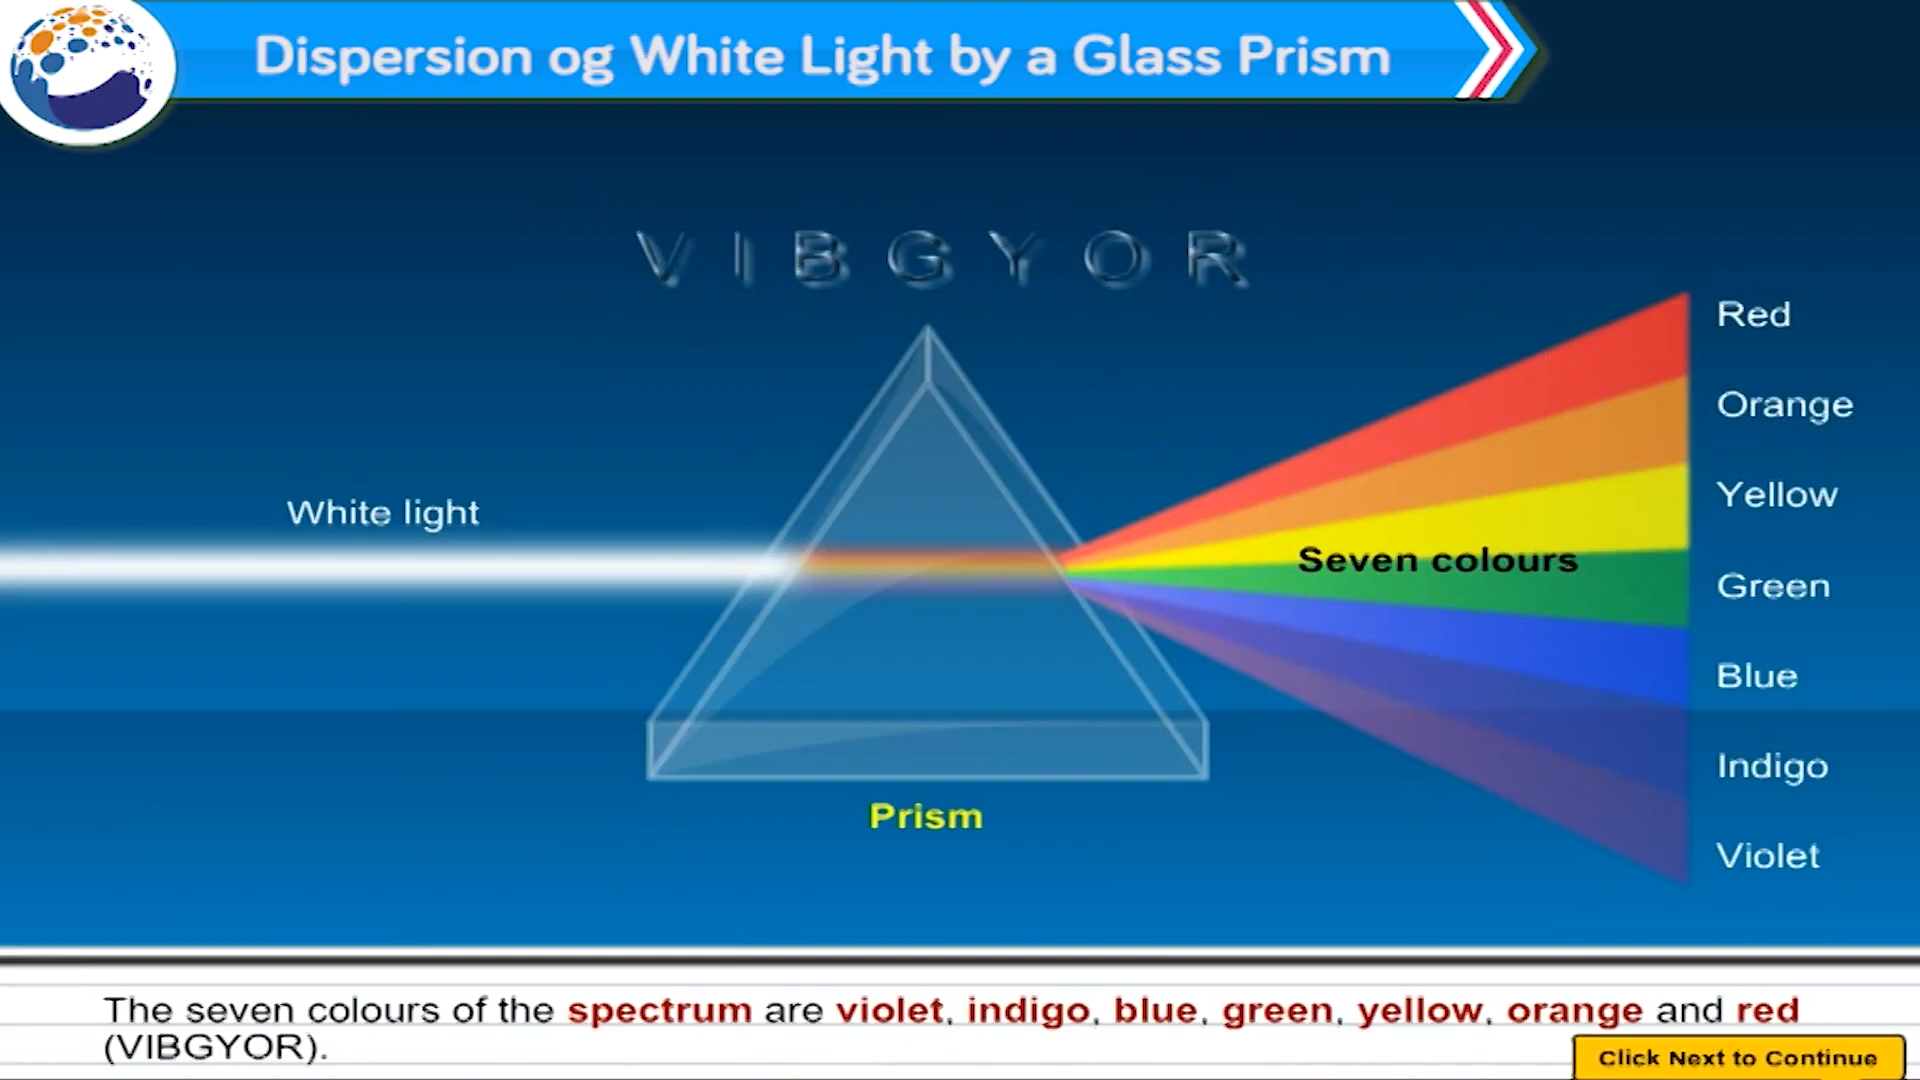 Dispersion og White Light by a Glass Prism
V I B G Y O R
Red
Orange
White light
Yellow
Seven colours
Green
Blue
Indigo
Prism
Violet
The seven colours of the spectrum are violet, indigo, blue, green, yellow, orange and red
(VIBGYOR).
Click Next to Continue